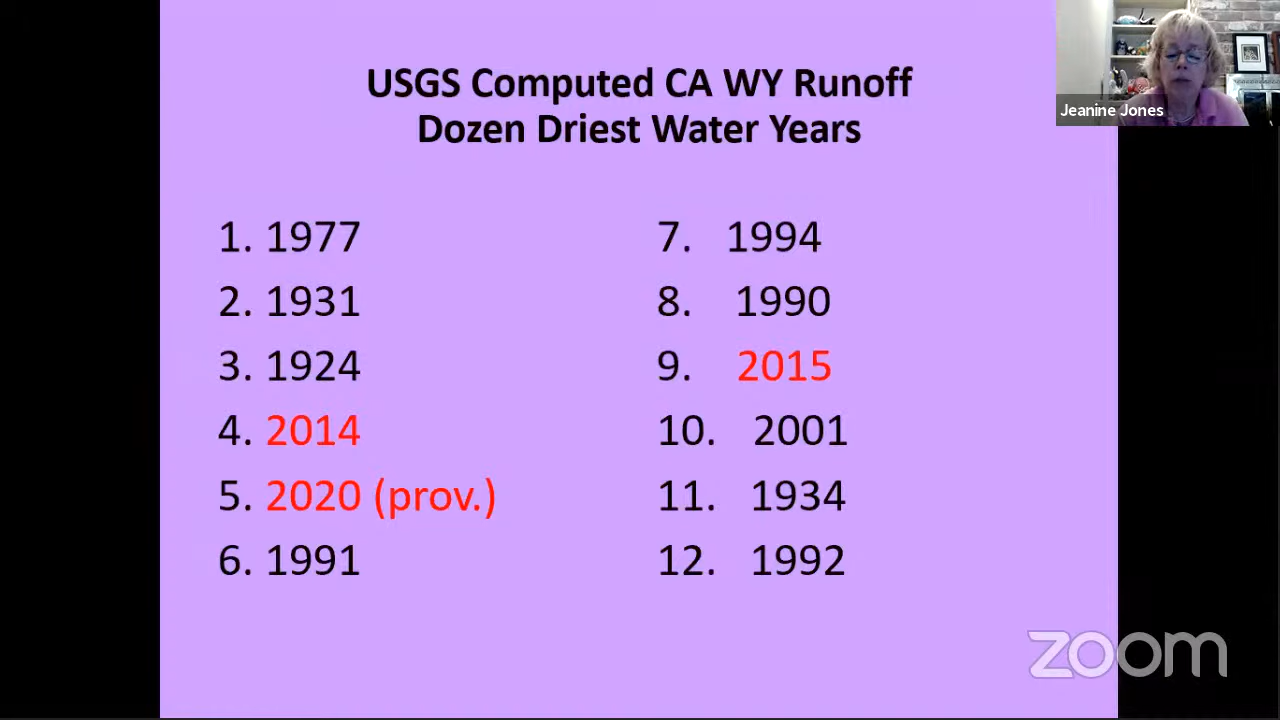 USGS Computed CA WY Runoff
Dozen Driest Water Years
Jeanine Jones
1. 1977
2. 1931
3. 1924
4. 2014
5. 2020 (prov.)
6. 1991
7. 1994
8. 1990
9. 2015
10. 2001
11. 1934
12. 1992
zoom